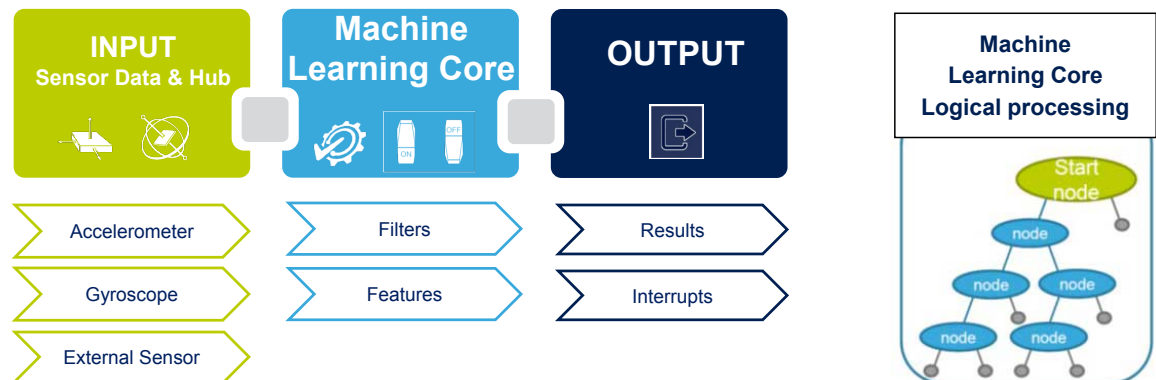 INPUT
Sensor Data & Hub
Machine
Learning Core
ON
OFF
OUTPUT
Accelerometer
Gyroscope
External Sensor
Filters
Features
Results
Interrupts
Machine
Learning Core
Logical processing
Start
node
node
node
node
node
node